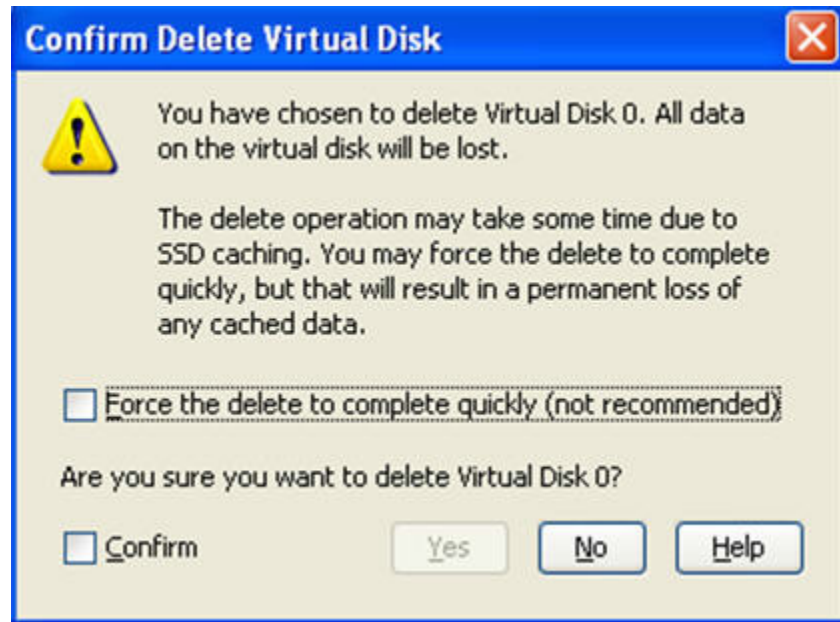 Confirm Delete Virtual Disk
You have chosen to delete Virtual Disk 0. All data
on the virtual disk will be lost.
The delete operation may take some time due to
SSD caching. You may force the delete to complete
quickly, but that will result in a permanent loss of
any cached data.
Force the delete to complete quickly (not recommended)
Are you sure you want to delete Virtual Disk 0?
Confirm Yes No Help